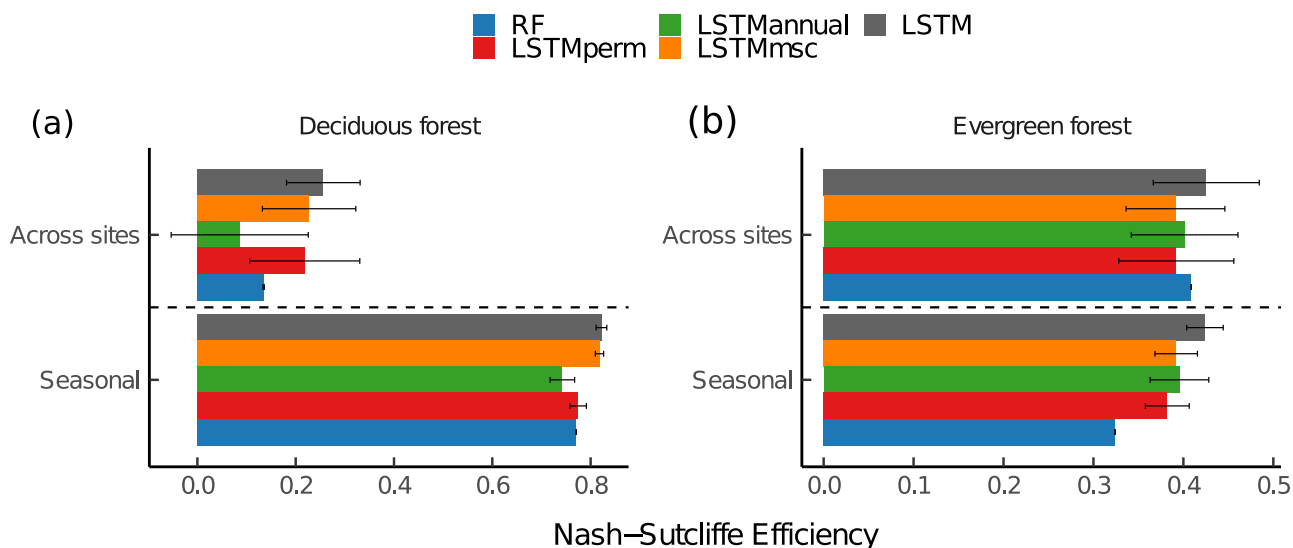 RF LSTMannual LSTM
LSTMperm LSTMmsc
(a) Deciduous forest
(b) Evergreen forest
Across sites
Seasonal
0.0 0.2 0.4 0.6 0.8
Across sites
Seasonal
0.0 0.1 0.2 0.3 0.4 0.5
Nash−Sutcliffe Efficiency